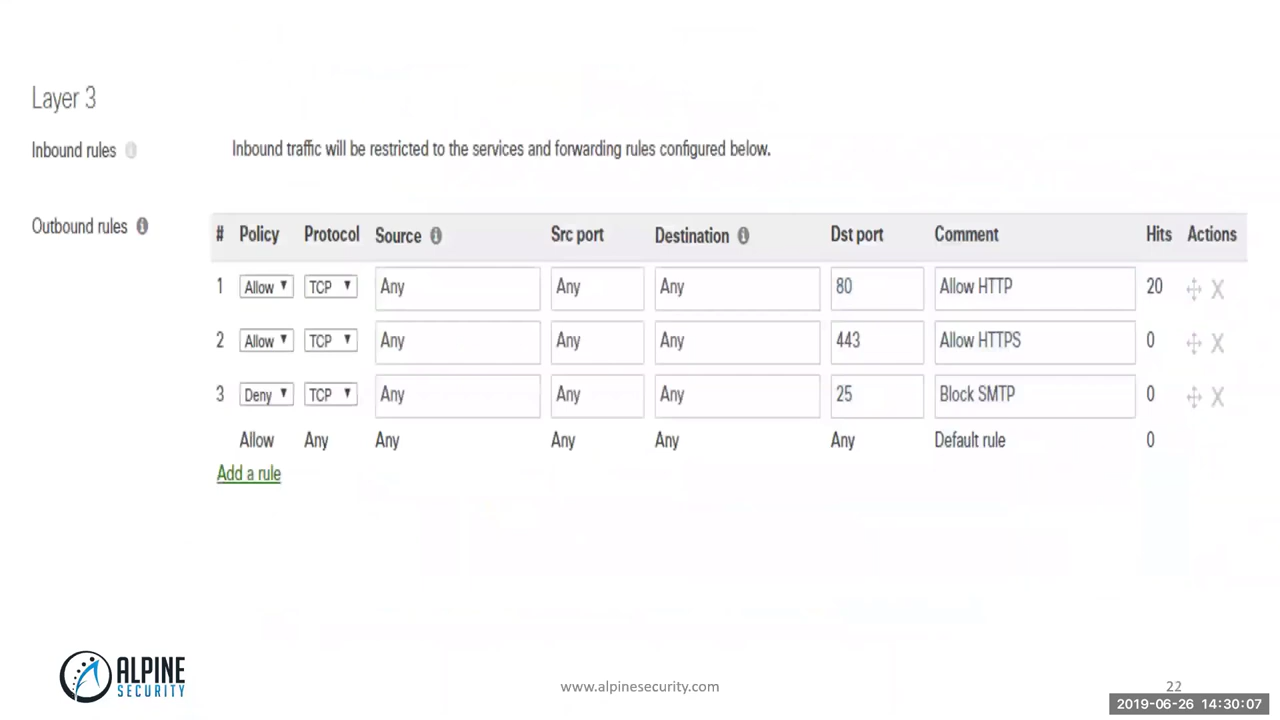 Layer 3
Inbound rules
Inbound traffic will be restricted to the services and forwarding rules configured below.
Outbound rules
# Policy Protocol Source Src port Destination Dst port Comment Hits Actions
1 Allow TCP Any Any Any 80 Allow HTTP 20 X
2 Allow TCP Any Any Any 443 Allow HTTPS 0 X
3 Deny TCP Any Any Any 25 Block SMTP 0 X
Allow Any Any Any Any Any Default rule 0
Add a rule
ALPINE
SECURITY
www.alpinesecurity.com
22
2019-06-26 14:30:07